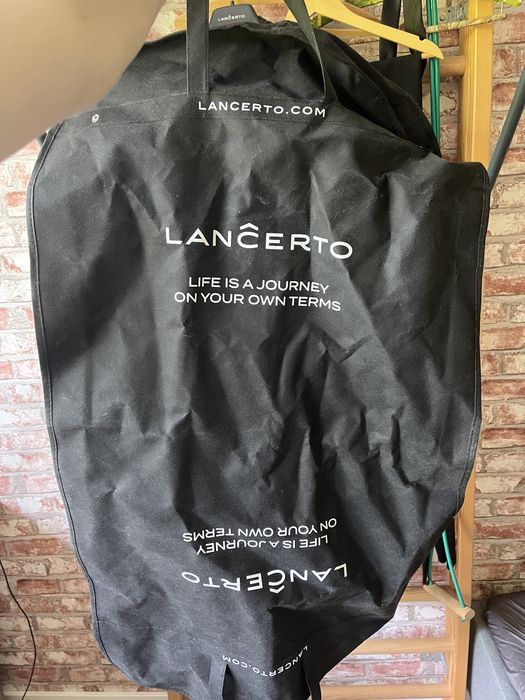 LANĈERTO
LANCERTO.COM
LANĈERTO
LIFE IS A JOURNEY
ON YOUR OWN TERMS
LANĈERTO
LIFE IS A JOURNEY
ON YOUR OWN TERMS
LANCERTO.COM